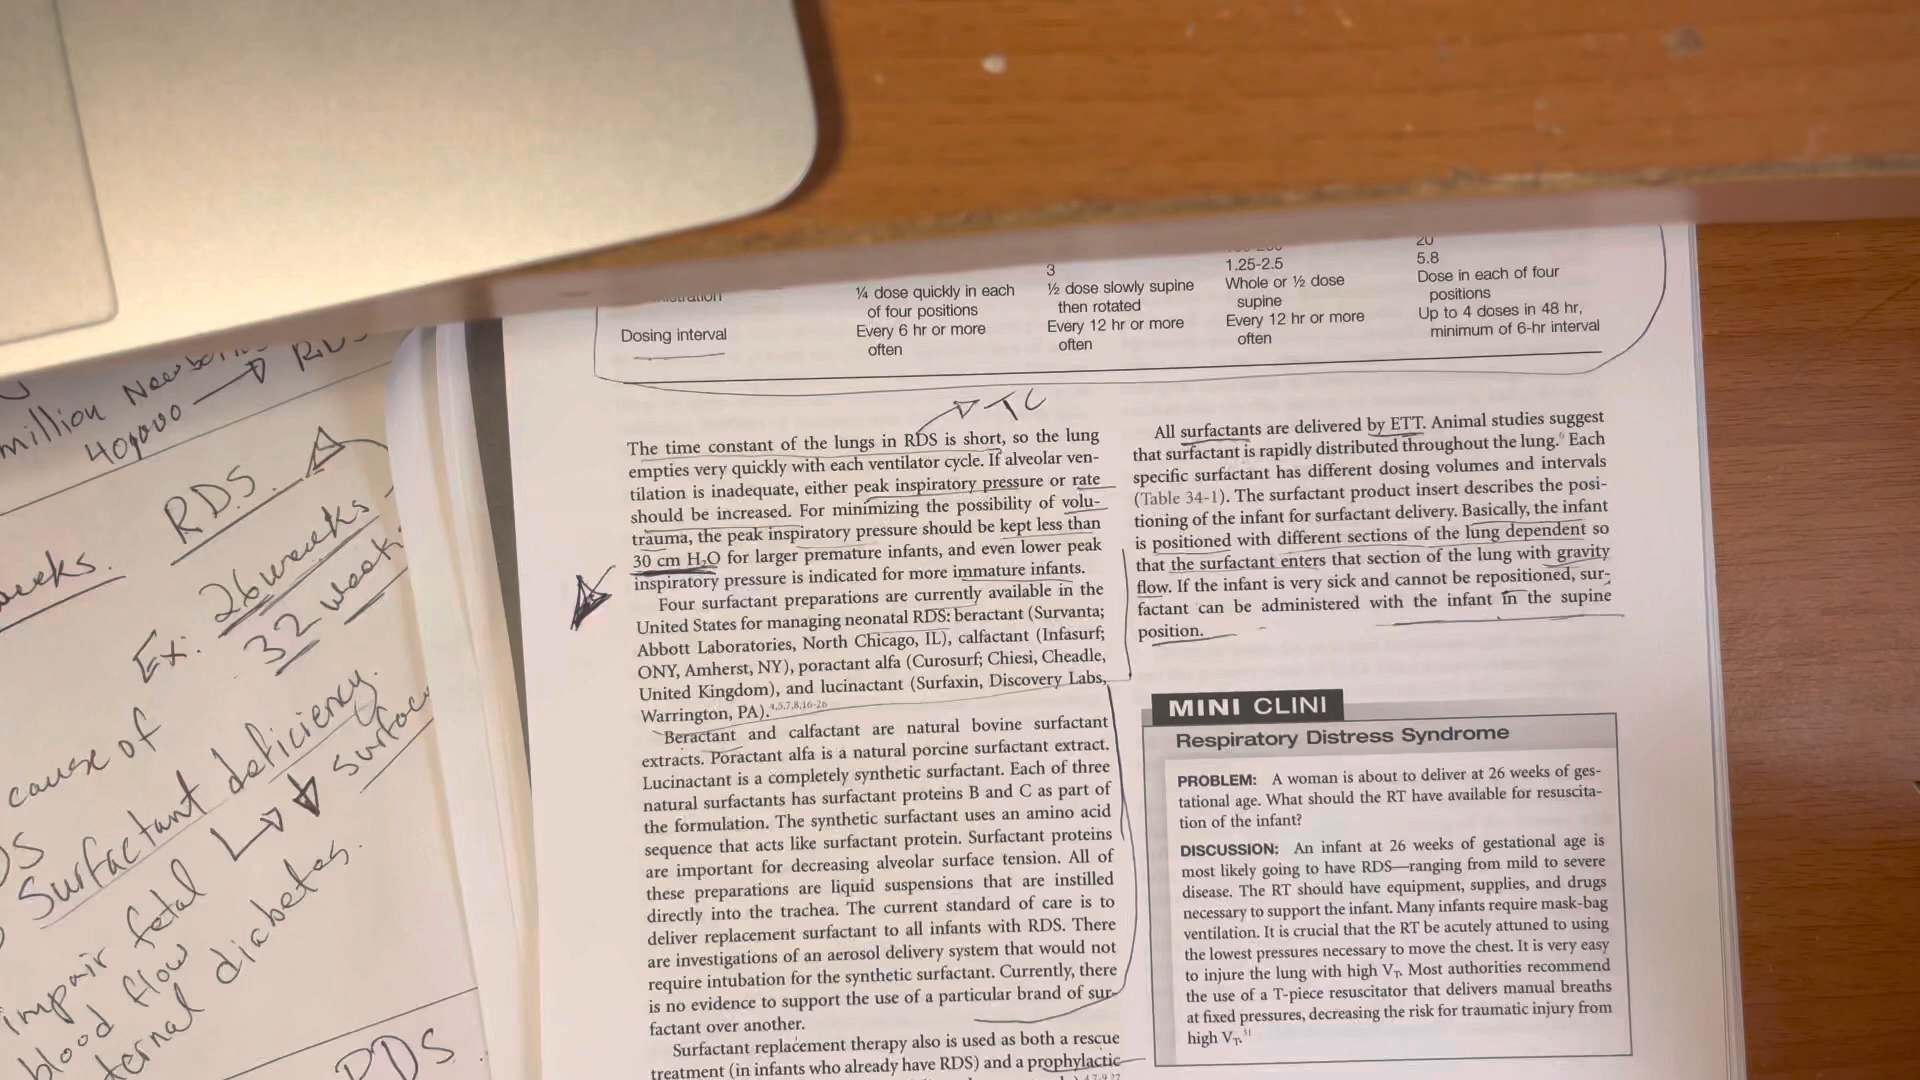 million Newborn
409000 → RDS
RDS.
weeks.
Ex: 26 weeks
32 week
cause of
Surfactant deficiency.
↓ surfac
impair fetal
blood flow
ternal diabetes.
RDS
20
3
1.25-2.5
5.8
¼ dose quickly in each
of four positions
½ dose slowly supine
then rotated
Whole or ½ dose
supine
Dose in each of four
positions
Dosing interval
Every 6 hr or more
often
Every 12 hr or more
often
Every 12 hr or more
often
Up to 4 doses in 48 hr,
minimum of 6-hr interval
→ TC
The time constant of the lungs in RDS is short, so the lung
empties very quickly with each ventilator cycle. If alveolar ven-
tilation is inadequate, either peak inspiratory pressure or rate
should be increased. For minimizing the possibility of volu-
trauma, the peak inspiratory pressure should be kept less than
30 cm H₂O for larger premature infants, and even lower peak
inspiratory pressure is indicated for more immature infants.
Four surfactant preparations are currently available in the
United States for managing neonatal RDS: beractant (Survanta;
Abbott Laboratories, North Chicago, IL), calfactant (Infasurf;
ONY, Amherst, NY), poractant alfa (Curosurf; Chiesi, Cheadle,
United Kingdom), and lucinactant (Surfaxin, Discovery Labs,
Warrington, PA).4,5,7,8,16-26
Beractant and calfactant are natural bovine surfactant
extracts. Poractant alfa is a natural porcine surfactant extract.
Lucinactant is a completely synthetic surfactant. Each of three
natural surfactants has surfactant proteins B and C as part of
the formulation. The synthetic surfactant uses an amino acid
sequence that acts like surfactant protein. Surfactant proteins
are important for decreasing alveolar surface tension. All of
these preparations are liquid suspensions that are instilled
directly into the trachea. The current standard of care is to
deliver replacement surfactant to all infants with RDS. There
are investigations of an aerosol delivery system that would not
require intubation for the synthetic surfactant. Currently, there
is no evidence to support the use of a particular brand of sur-
factant over another.
Surfactant replacement therapy also is used as both a rescue
treatment (in infants who already have RDS) and a prophylactic
All surfactants are delivered by ETT. Animal studies suggest
that surfactant is rapidly distributed throughout the lung. Each
specific surfactant has different dosing volumes and intervals
(Table 34-1). The surfactant product insert describes the posi-
tioning of the infant for surfactant delivery. Basically, the infant
is positioned with different sections of the lung dependent so
that the surfactant enters that section of the lung with gravity
flow. If the infant is very sick and cannot be repositioned, sur-
factant can be administered with the infant in the supine
position.
MINI CLINI
Respiratory Distress Syndrome
PROBLEM: A woman is about to deliver at 26 weeks of ges-
tational age. What should the RT have available for resuscita-
tion of the infant?
DISCUSSION: An infant at 26 weeks of gestational age is
most likely going to have RDS—ranging from mild to severe
disease. The RT should have equipment, supplies, and drugs
necessary to support the infant. Many infants require mask-bag
ventilation. It is crucial that the RT be acutely attuned to using
the lowest pressures necessary to move the chest. It is very easy
to injure the lung with high VT. Most authorities recommend
the use of a T-piece resuscitator that delivers manual breaths
at fixed pressures, decreasing the risk for traumatic injury from
high VT.31